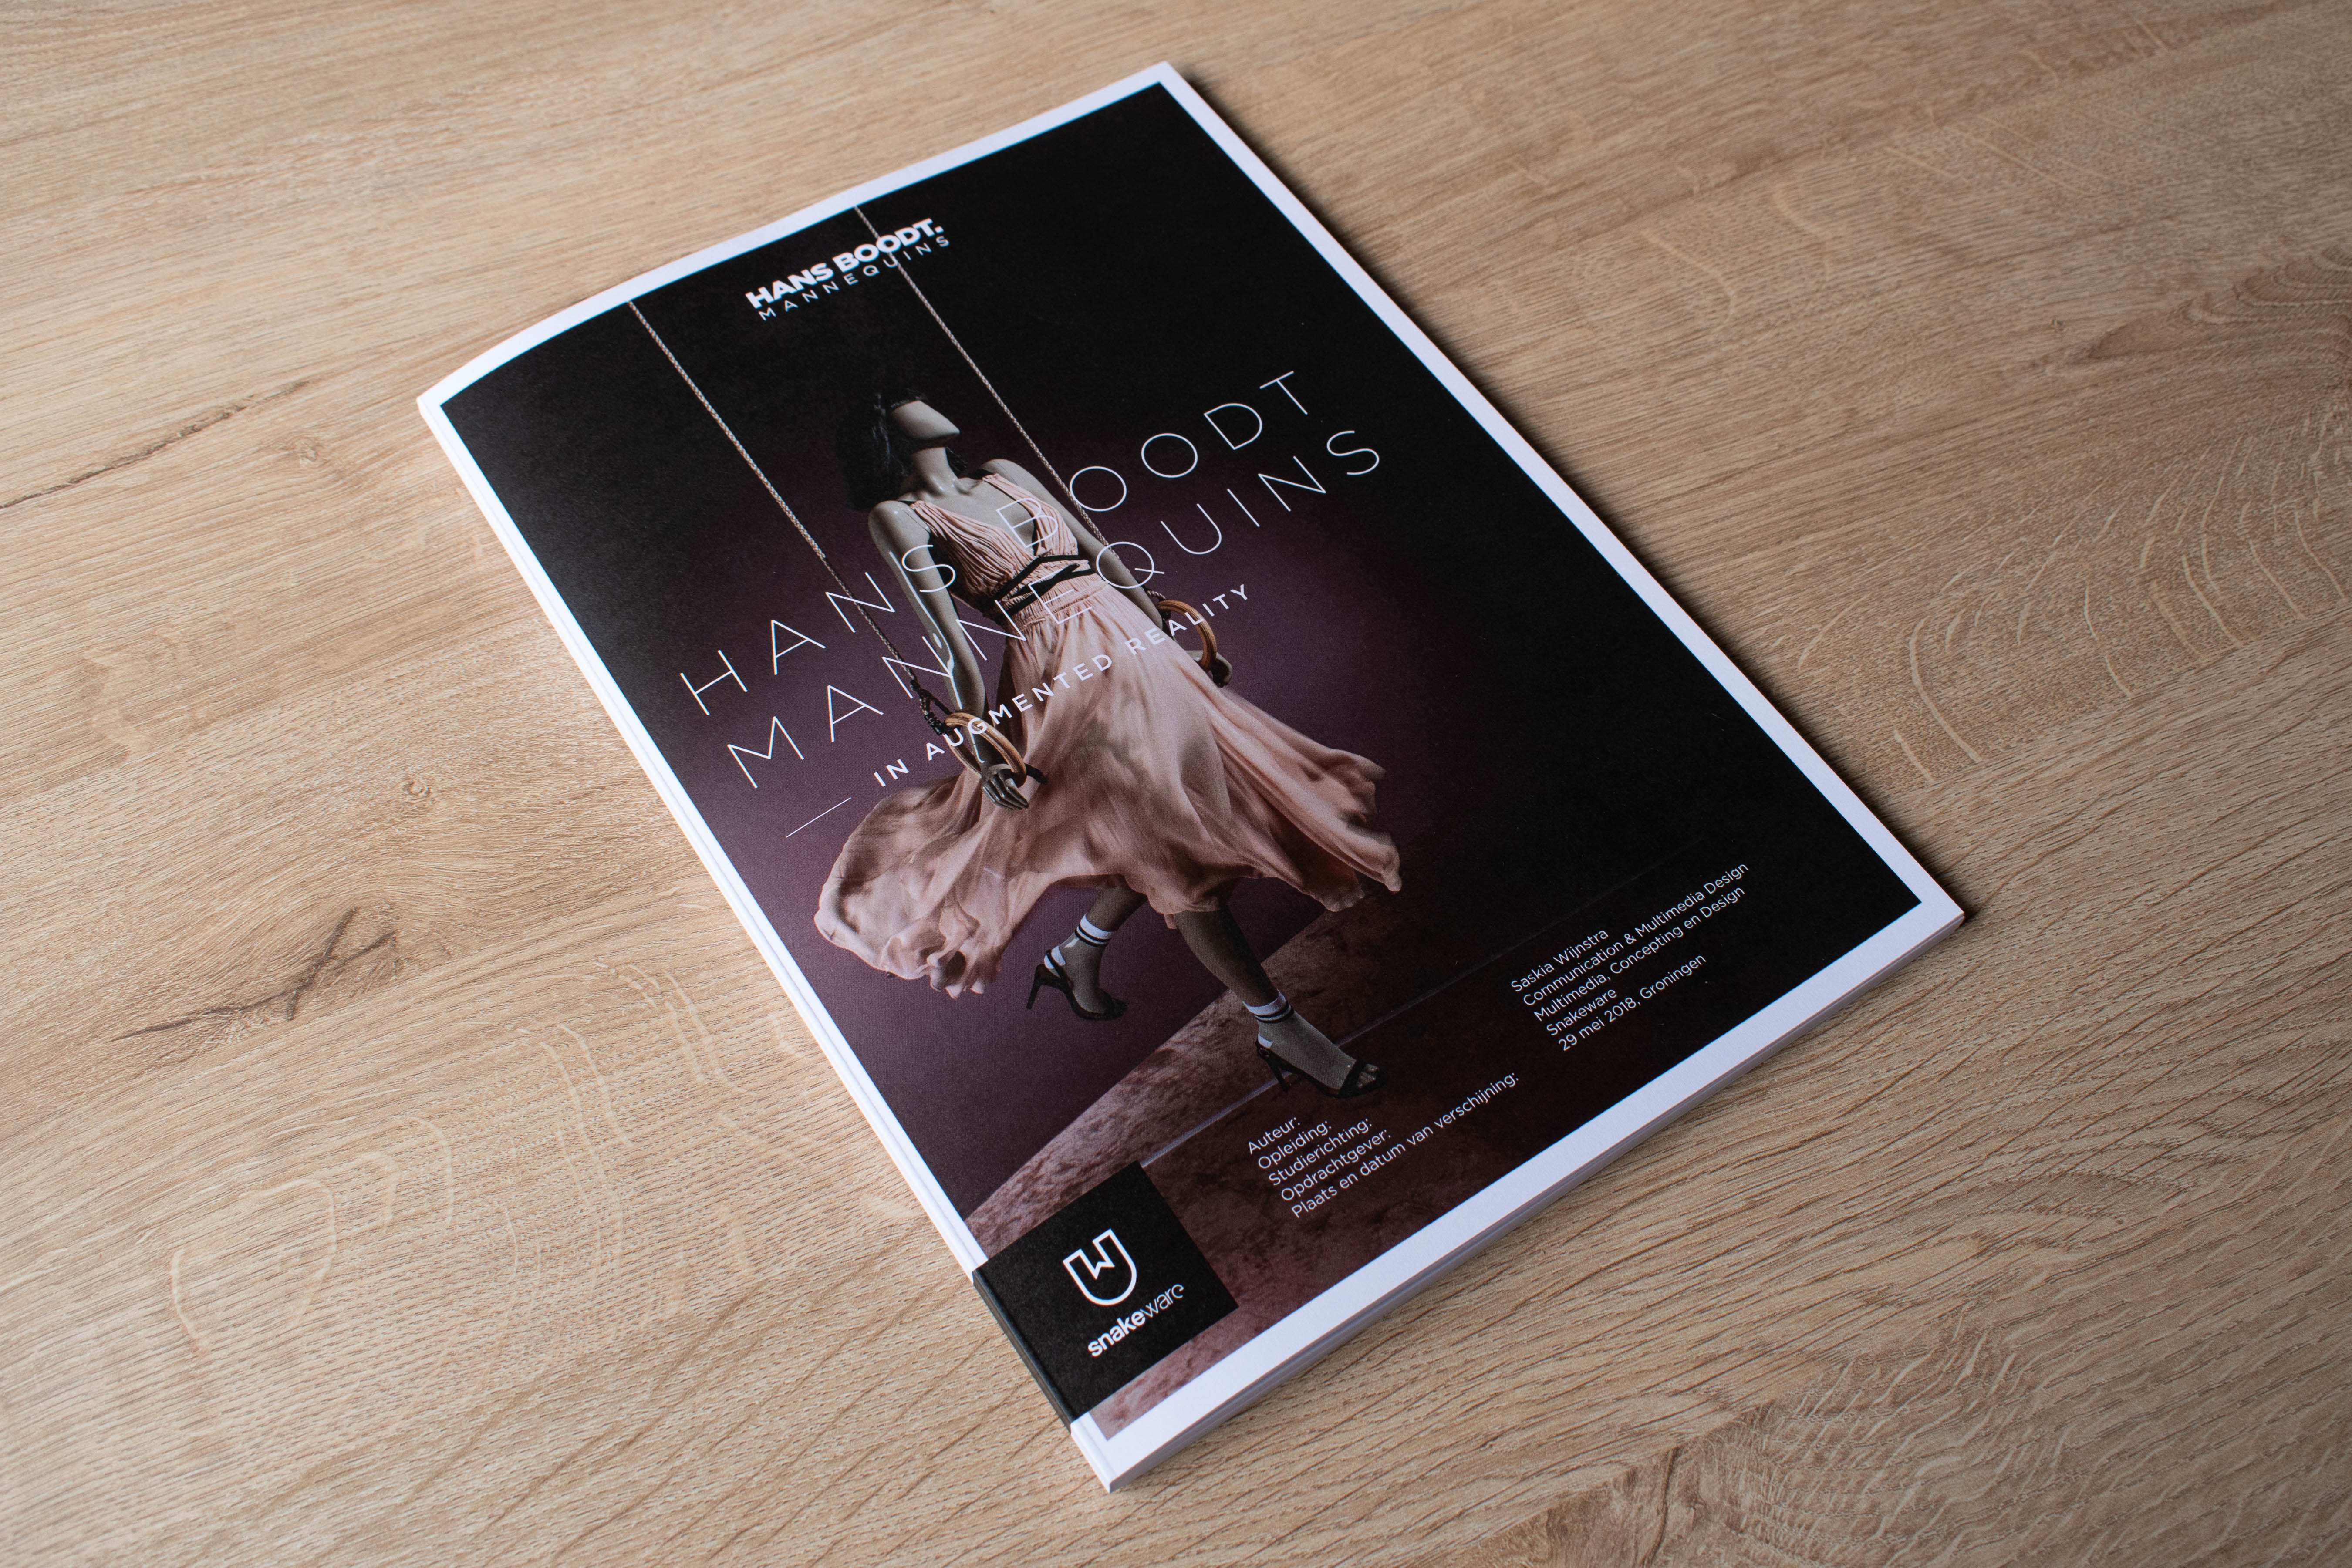 HANS BOODT.
MANNEQUINS
HANS BOODT
MANNEQUINS
IN AUGMENTED REALITY
Auteur:
Opleiding:
Studierichting:
Opdrachtgever:
Plaats en datum van verschijning:
Saskia Wijnstra
Communication & Multimedia Design
Multimedia, Concepting en Design
Snakeware
29 mei 2018, Groningen
snakeware